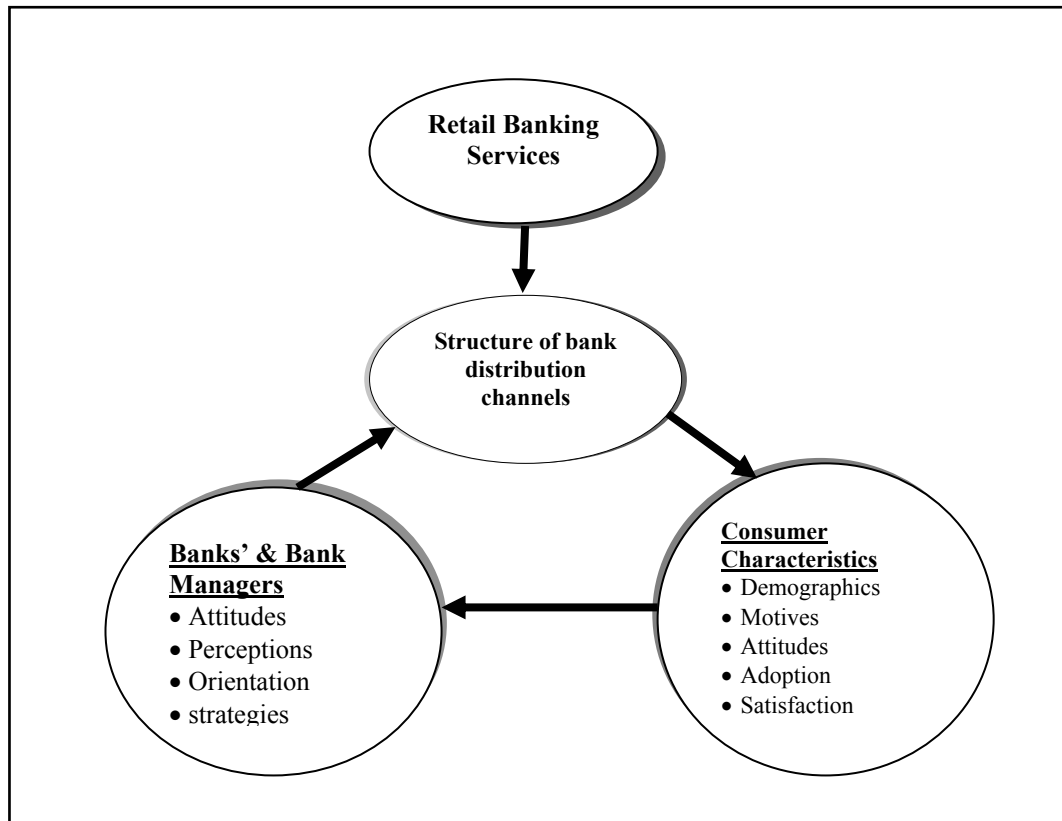 Retail Banking
Services
Structure of bank
distribution
channels
Banks’ & Bank
Managers
• Attitudes
• Perceptions
• Orientation
• strategies
Consumer
Characteristics
• Demographics
• Motives
• Attitudes
• Adoption
• Satisfaction